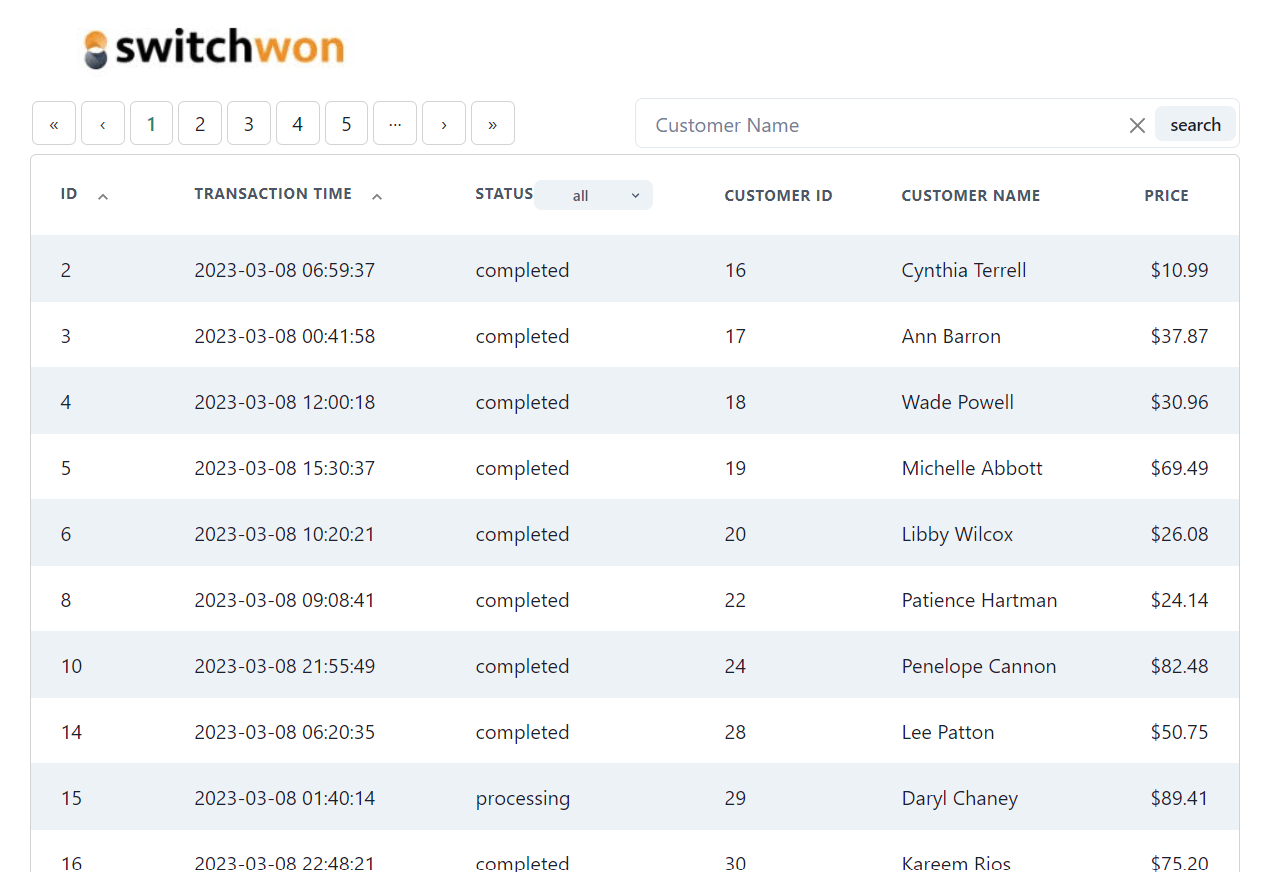 switchwon
« ‹ 1 2 3 4 5 ... › »
Customer Name search
ID TRANSACTION TIME STATUS all CUSTOMER ID CUSTOMER NAME PRICE
2 2023-03-08 06:59:37 completed 16 Cynthia Terrell $10.99
3 2023-03-08 00:41:58 completed 17 Ann Barron $37.87
4 2023-03-08 12:00:18 completed 18 Wade Powell $30.96
5 2023-03-08 15:30:37 completed 19 Michelle Abbott $69.49
6 2023-03-08 10:20:21 completed 20 Libby Wilcox $26.08
8 2023-03-08 09:08:41 completed 22 Patience Hartman $24.14
10 2023-03-08 21:55:49 completed 24 Penelope Cannon $82.48
14 2023-03-08 06:20:35 completed 28 Lee Patton $50.75
15 2023-03-08 01:40:14 processing 29 Daryl Chaney $89.41
16 2023-03-08 22:48:21 completed 30 Kareem Rios $75.20